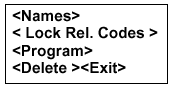 <Names>
< Lock Rel. Codes >
<Program>
<Delete ><Exit>